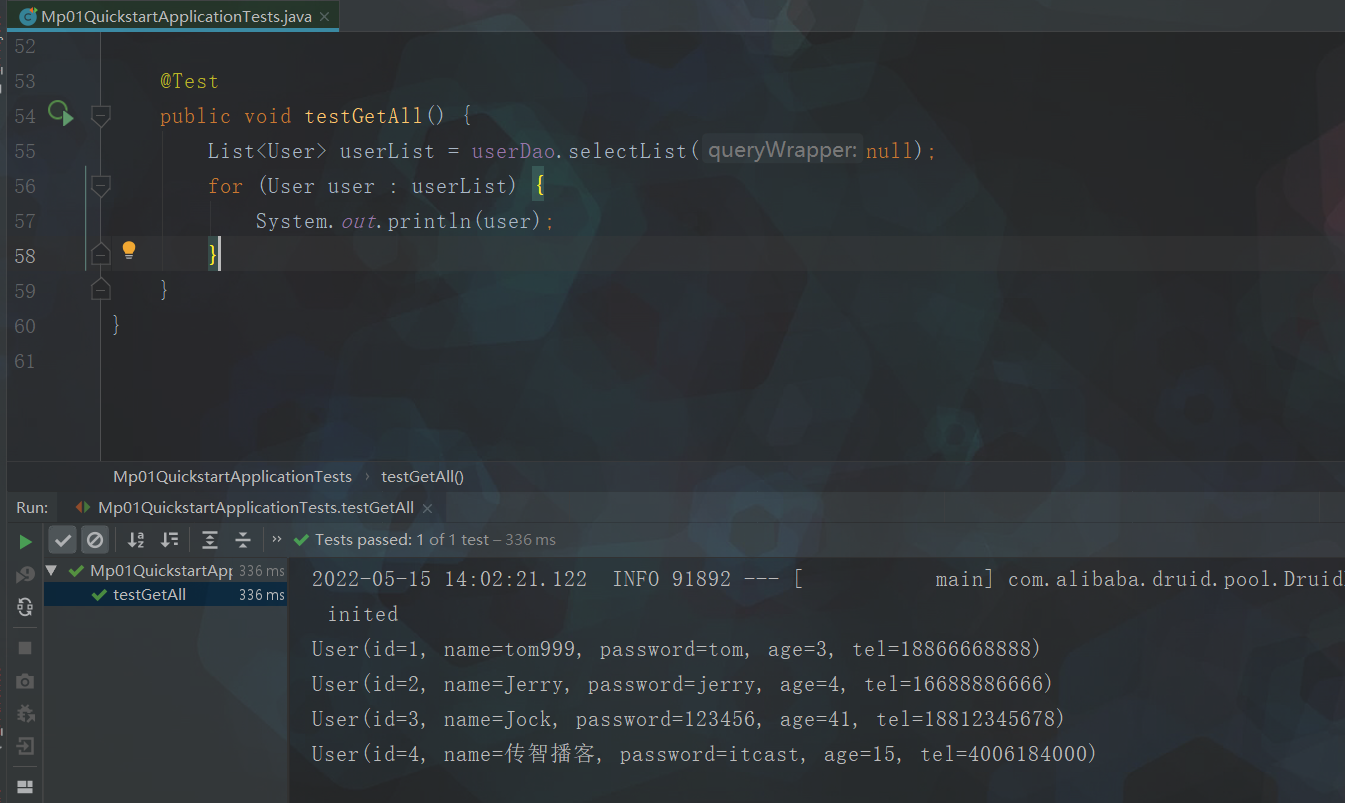 Mp01QuickstartApplicationTests.java
52
53 @Test
54 public void testGetAll() {
55 List<User> userList = userDao.selectList( queryWrapper: null);
56 for (User user : userList) {
57 System.out.println(user);
58 }
59 }
60 }
61
Mp01QuickstartApplicationTests › testGetAll()
Run: Mp01QuickstartApplicationTests.testGetAll
Tests passed: 1 of 1 test – 336 ms
Mp01QuickstartApp 336 ms
testGetAll 336 ms
2022-05-15 14:02:21.122 INFO 91892 --- [ main] com.alibaba.druid.pool.Druid
inited
User(id=1, name=tom999, password=tom, age=3, tel=18866668888)
User(id=2, name=Jerry, password=jerry, age=4, tel=16688886666)
User(id=3, name=Jock, password=123456, age=41, tel=18812345678)
User(id=4, name=传智播客, password=itcast, age=15, tel=4006184000)